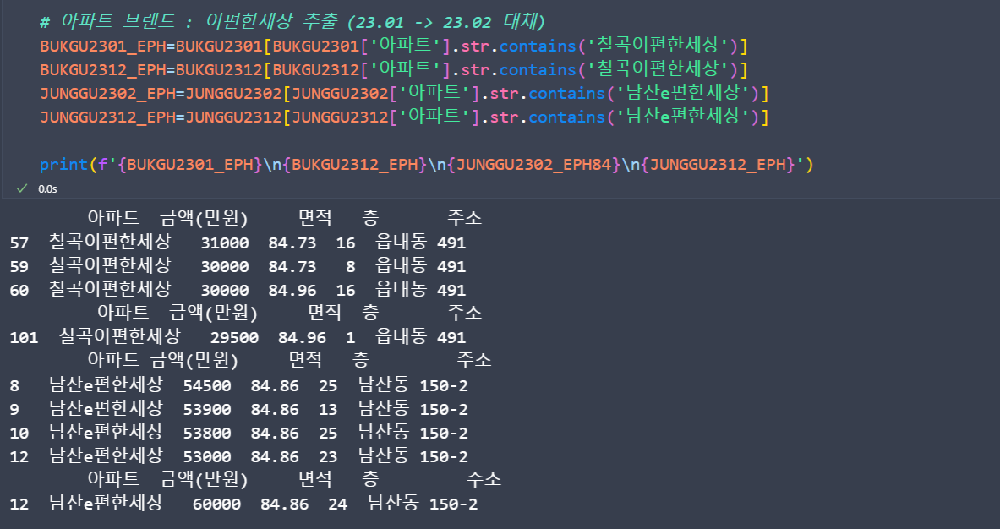 # 아파트 브랜드 : 이편한세상 추출 (23.01 -> 23.02 대체)
BUKGU2301_EPH=BUKGU2301[BUKGU2301['아파트'].str.contains('칠곡이편한세상')]
BUKGU2312_EPH=BUKGU2312[BUKGU2312['아파트'].str.contains('칠곡이편한세상')]
JUNGGU2302_EPH=JUNGGU2302[JUNGGU2302['아파트'].str.contains('남산e편한세상')]
JUNGGU2312_EPH=JUNGGU2312[JUNGGU2312['아파트'].str.contains('남산e편한세상')]
print(f'{BUKGU2301_EPH}\n{BUKGU2312_EPH}\n{JUNGGU2302_EPH84}\n{JUNGGU2312_EPH}')
✓ 0.0s
아파트 금액(만원) 면적 층 주소
57 칠곡이편한세상 31000 84.73 16 읍내동 491
59 칠곡이편한세상 30000 84.73 8 읍내동 491
60 칠곡이편한세상 30000 84.96 16 읍내동 491
아파트 금액(만원) 면적 층 주소
101 칠곡이편한세상 29500 84.96 1 읍내동 491
아파트 금액(만원) 면적 층 주소
8 남산e편한세상 54500 84.86 25 남산동 150-2
9 남산e편한세상 53900 84.86 13 남산동 150-2
10 남산e편한세상 53800 84.86 25 남산동 150-2
12 남산e편한세상 53000 84.86 23 남산동 150-2
아파트 금액(만원) 면적 층 주소
12 남산e편한세상 60000 84.86 24 남산동 150-2